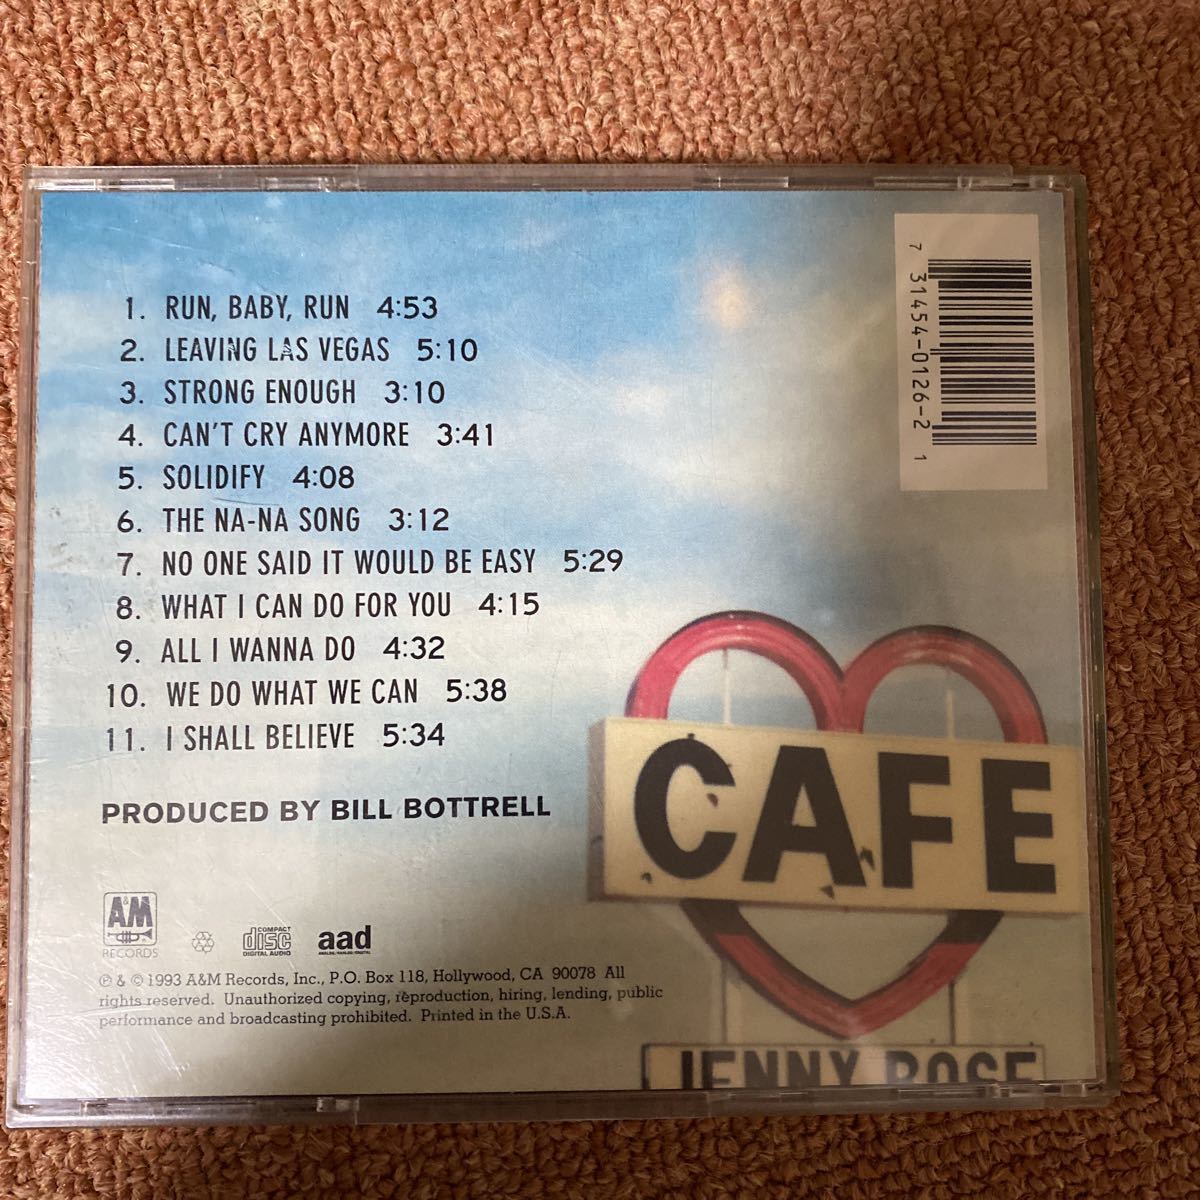 1. RUN, BABY, RUN 4:53
2. LEAVING LAS VEGAS 5:10
3. STRONG ENOUGH 3:10
4. CAN'T CRY ANYMORE 3:41
5. SOLIDIFY 4:08
6. THE NA-NA SONG 3:12
7. NO ONE SAID IT WOULD BE EASY 5:29
8. WHAT I CAN DO FOR YOU 4:15
9. ALL I WANNA DO 4:32
10. WE DO WHAT WE CAN 5:38
11. I SHALL BELIEVE 5:34
PRODUCED BY BILL BOTTRELL
7 31454-0126-2 1
CAFE
JENNY ROSE
A&M
RECORDS
COMPACT
disc
DIGITAL AUDIO
aad
℗ & © 1993 A&M Records, Inc., P.O. Box 118, Hollywood, CA 90078 All
rights reserved. Unauthorized copying, reproduction, hiring, lending, public
performance and broadcasting prohibited. Printed in the U.S.A.